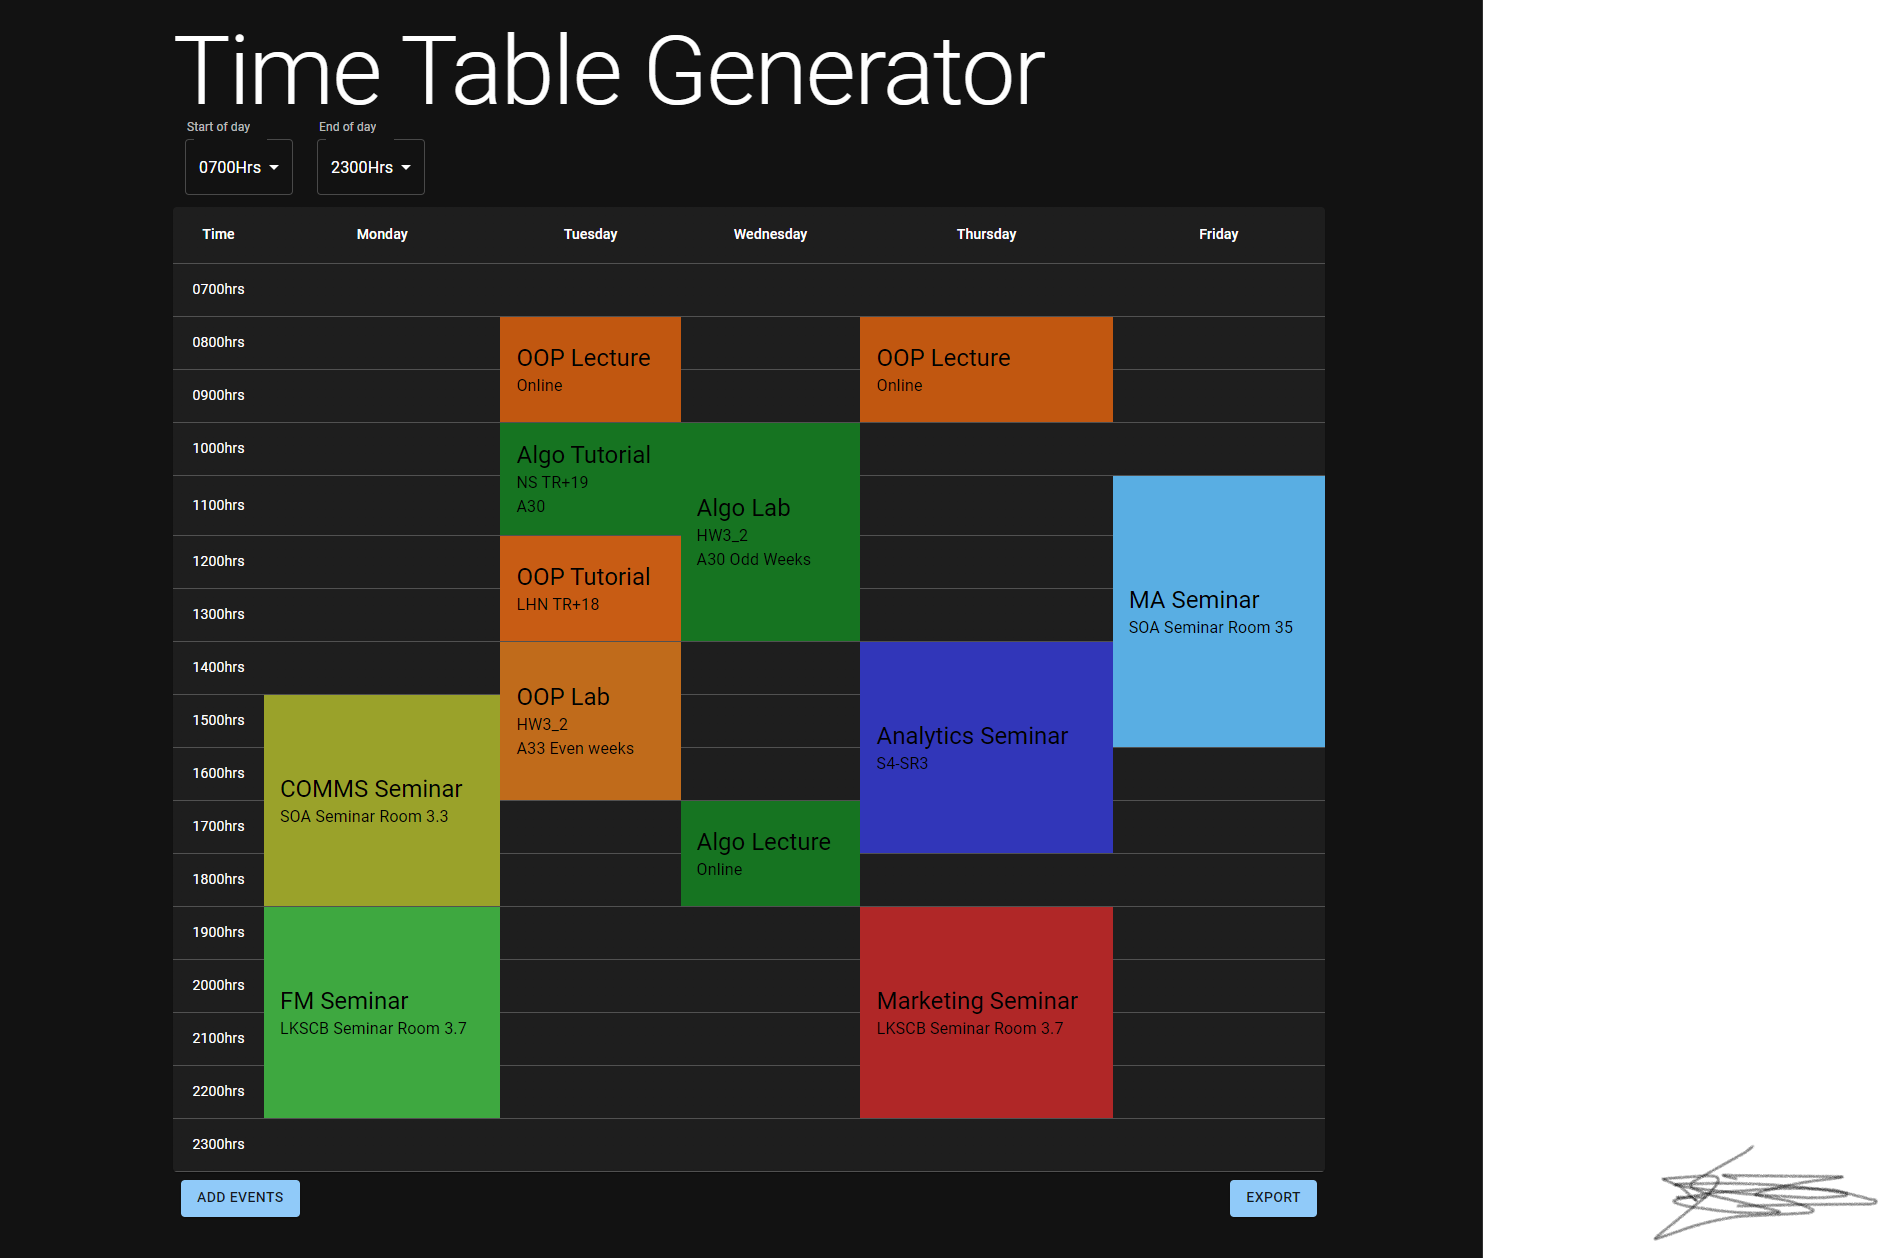 Time Table Generator
Start of day
End of day
0700Hrs
2300Hrs
Time Monday Tuesday Wednesday Thursday Friday
0700hrs
0800hrs
0900hrs
OOP Lecture
Online
OOP Lecture
Online
1000hrs
1100hrs
Algo Tutorial
NS TR+19
A30
Algo Lab
HW3_2
A30 Odd Weeks
1200hrs
1300hrs
OOP Tutorial
LHN TR+18
MA Seminar
SOA Seminar Room 35
1400hrs
1500hrs
1600hrs
OOP Lab
HW3_2
A33 Even weeks
Analytics Seminar
S4-SR3
COMMS Seminar
SOA Seminar Room 3.3
1700hrs
1800hrs
Algo Lecture
Online
1900hrs
2000hrs
2100hrs
2200hrs
FM Seminar
LKSCB Seminar Room 3.7
Marketing Seminar
LKSCB Seminar Room 3.7
2300hrs
ADD EVENTS
EXPORT